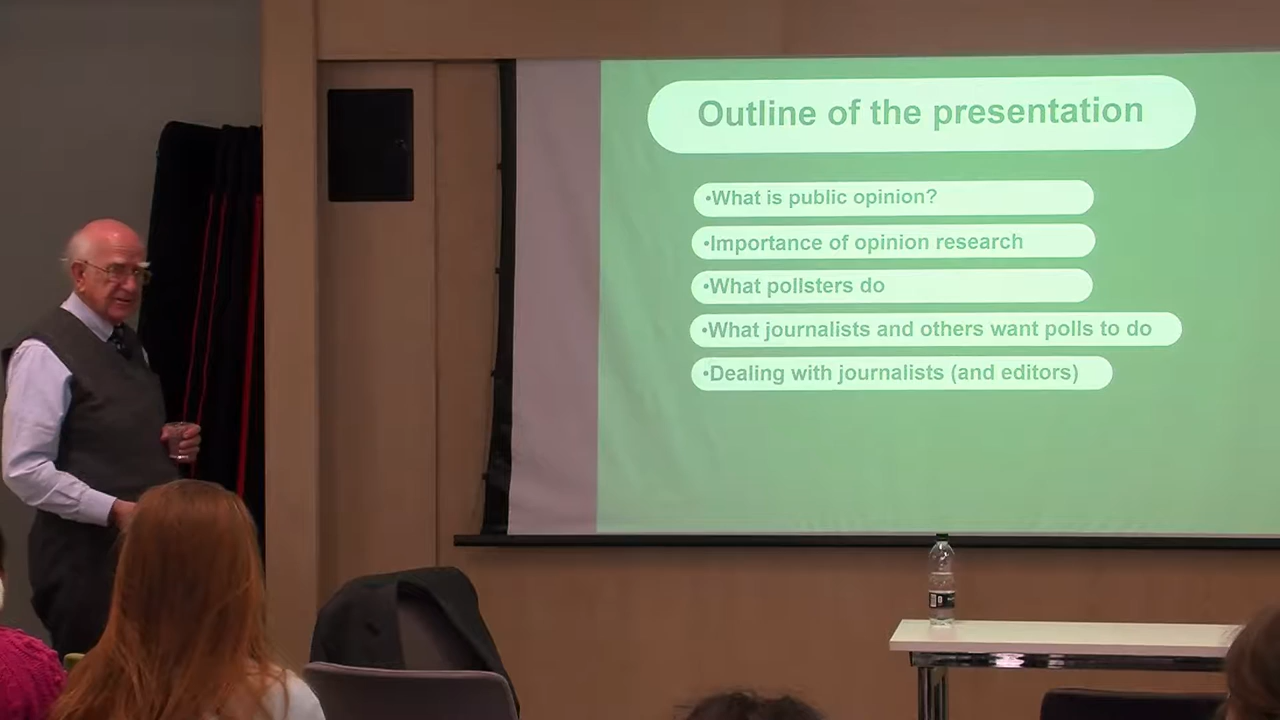 Outline of the presentation
•What is public opinion?
•Importance of opinion research
•What pollsters do
•What journalists and others want polls to do
•Dealing with journalists (and editors)